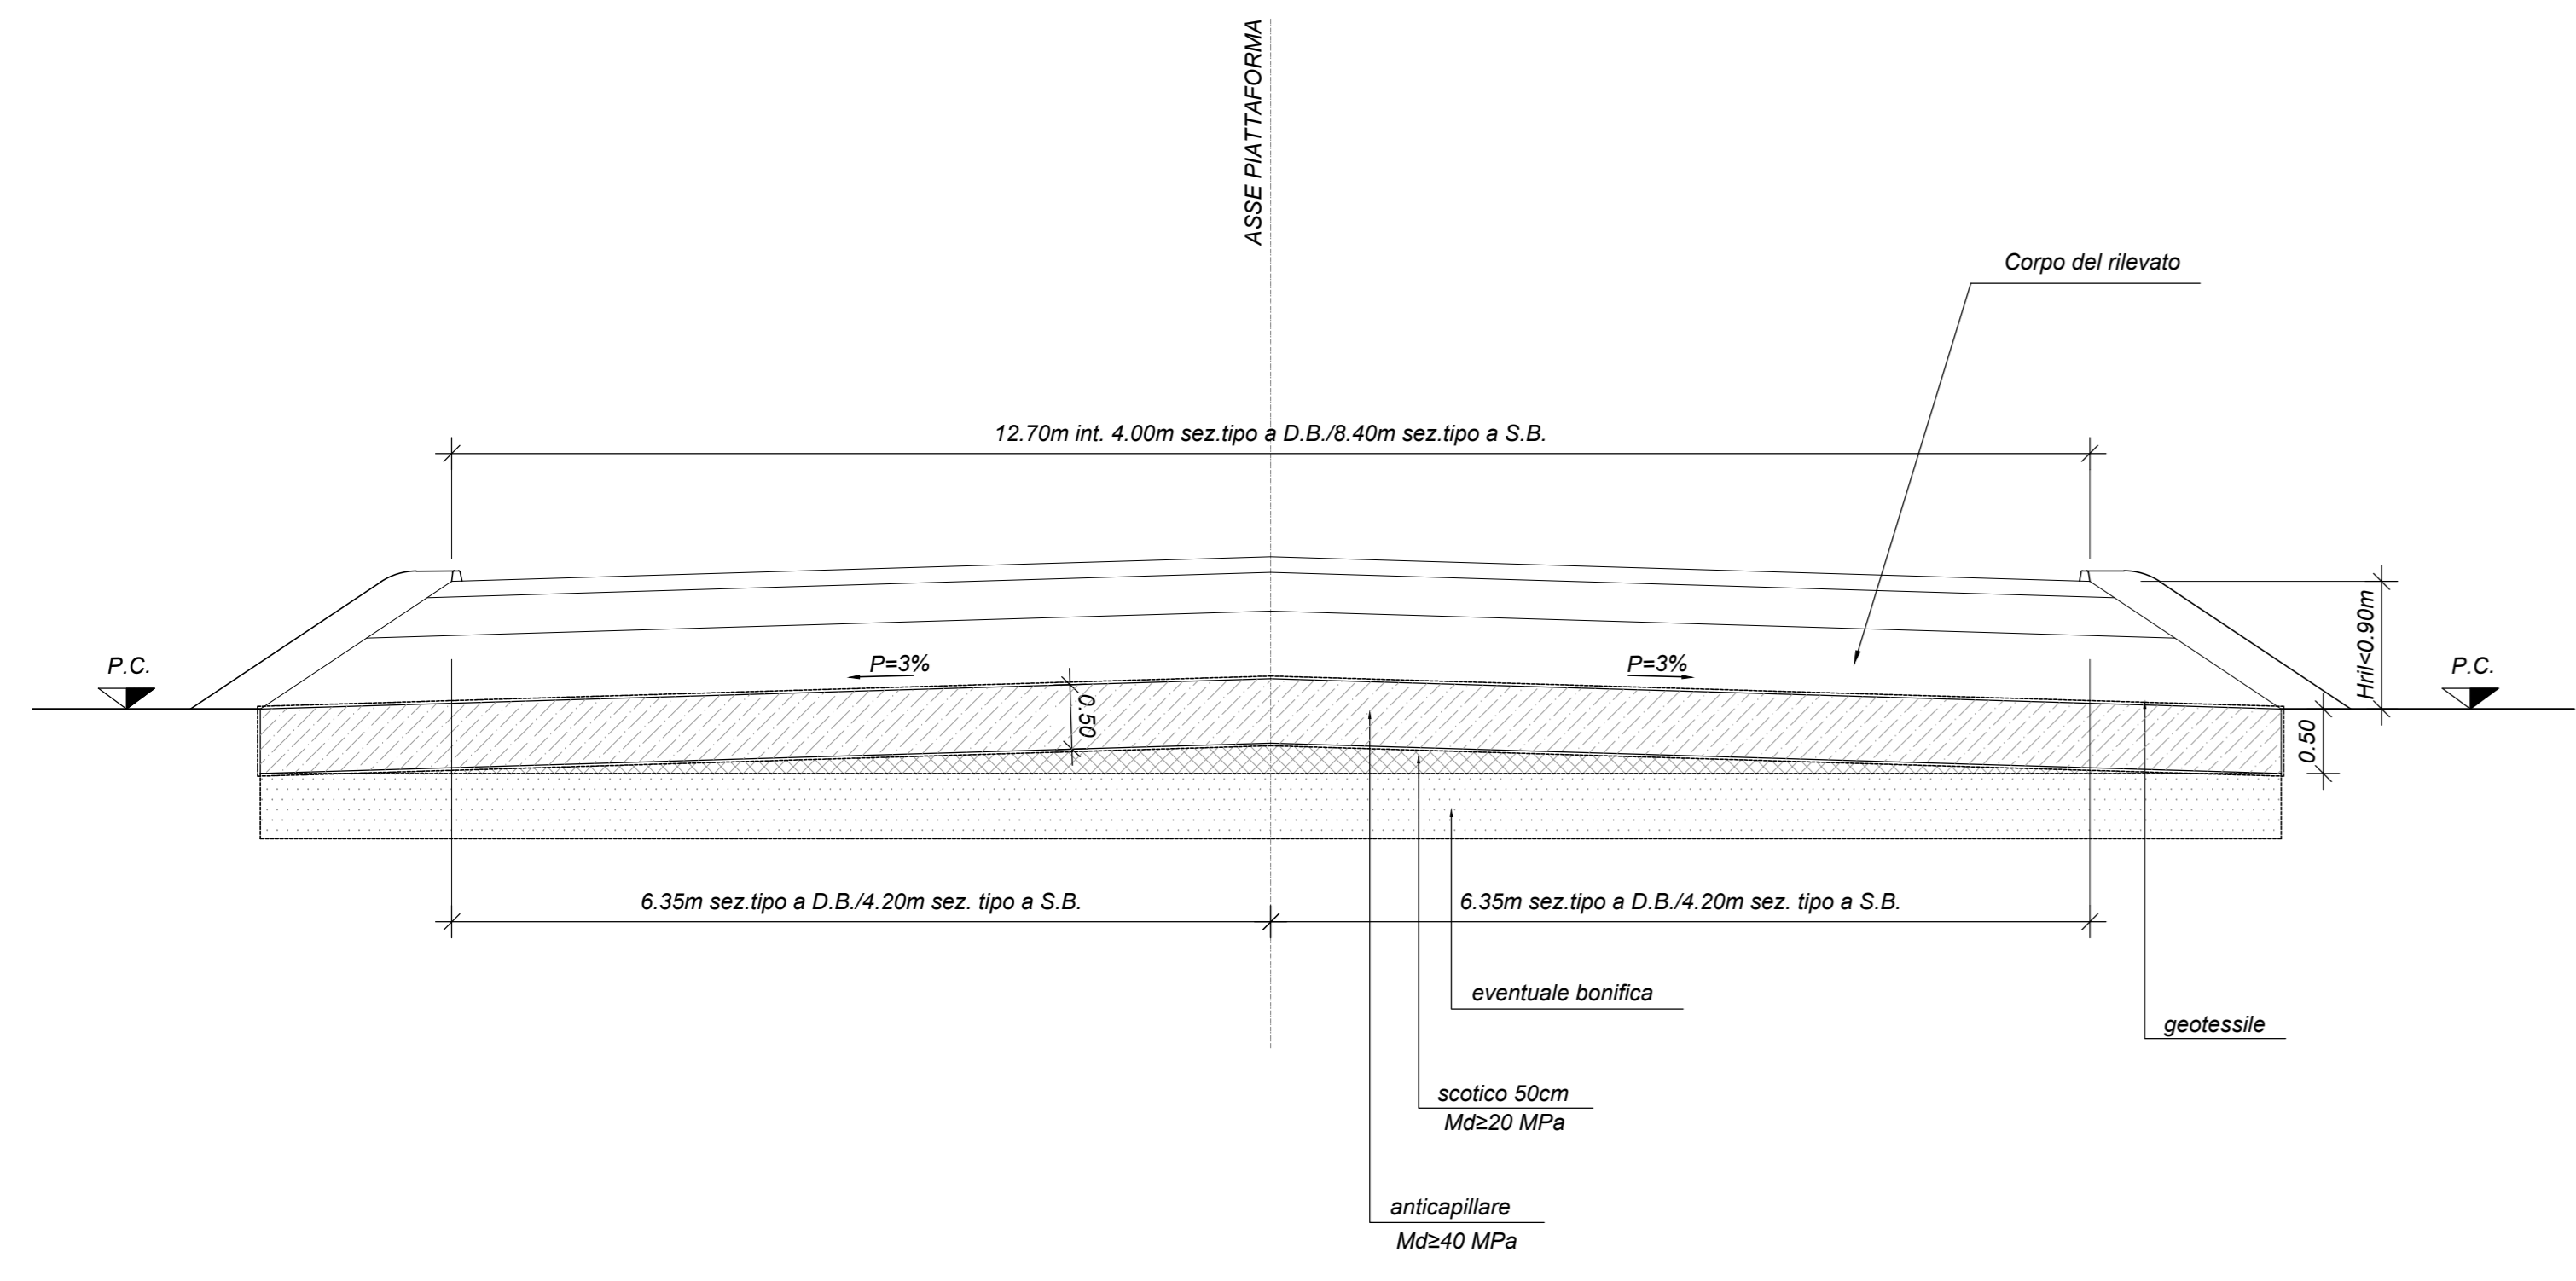 ASSE PIATTAFORMA
Corpo del rilevato
12.70m int. 4.00m sez.tipo a D.B./8.40m sez.tipo a S.B.
Hril<0.90m
P.C.
P=3%
P=3%
P.C.
0.50
0.50
6.35m sez.tipo a D.B./4.20m sez. tipo a S.B.
6.35m sez.tipo a D.B./4.20m sez. tipo a S.B.
eventuale bonifica
geotessile
scotico 50cm
Md≥20 MPa
anticapillare
Md≥40 MPa